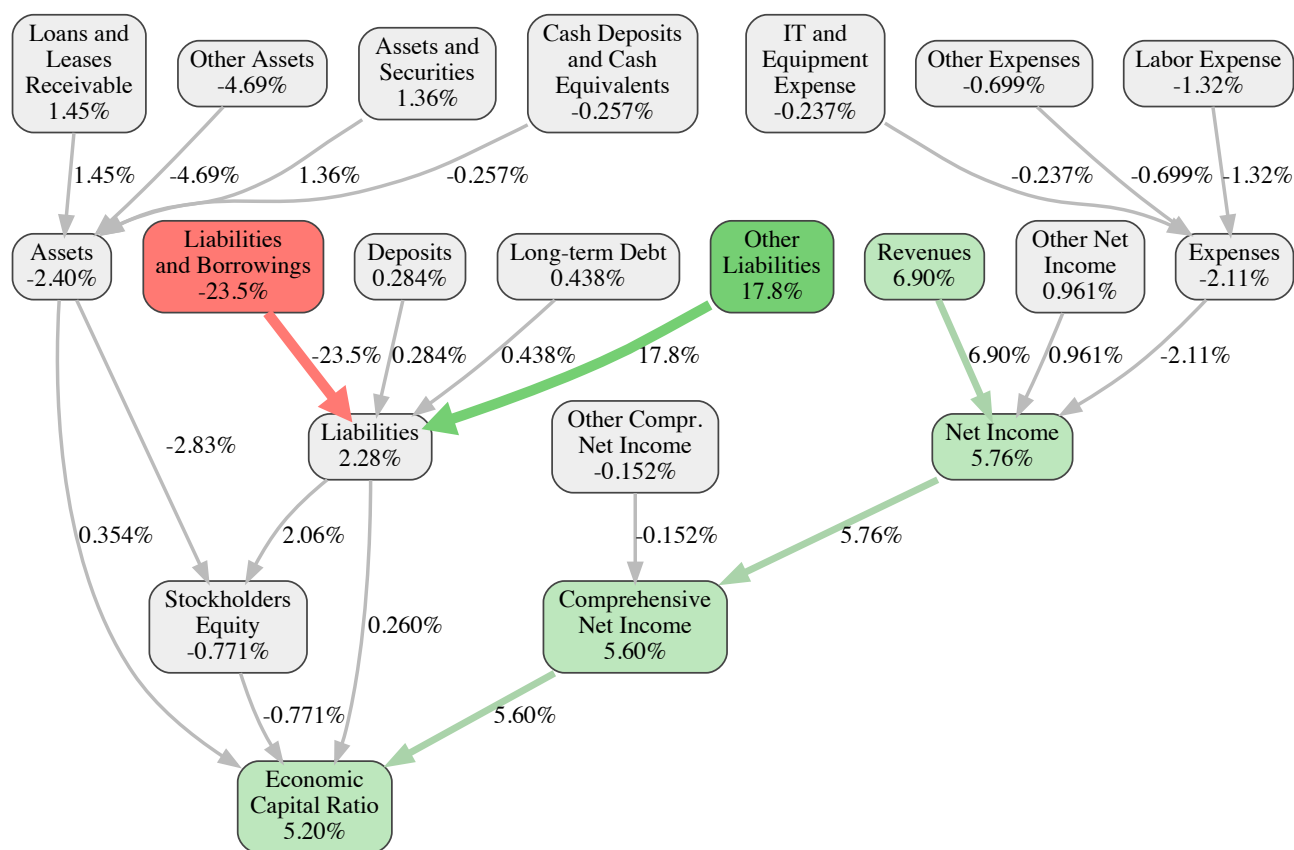 Loans and
Leases
Receivable
1.45%
Other Assets
-4.69%
Assets and
Securities
1.36%
Cash Deposits
and Cash
Equivalents
-0.257%
IT and
Equipment
Expense
-0.237%
Other Expenses
-0.699%
Labor Expense
-1.32%
1.45%
-4.69%
1.36%
-0.257%
-0.237%
-0.699%
-1.32%
Assets
-2.40%
Liabilities
and Borrowings
-23.5%
Deposits
0.284%
Long-term Debt
0.438%
Other
Liabilities
17.8%
Revenues
6.90%
Other Net
Income
0.961%
Expenses
-2.11%
-23.5%
0.284%
0.438%
17.8%
6.90%
0.961%
-2.11%
-2.83%
Liabilities
2.28%
Other Compr.
Net Income
-0.152%
Net Income
5.76%
0.354%
2.06%
-0.152%
5.76%
Stockholders
Equity
-0.771%
0.260%
Comprehensive
Net Income
5.60%
-0.771%
5.60%
Economic
Capital Ratio
5.20%